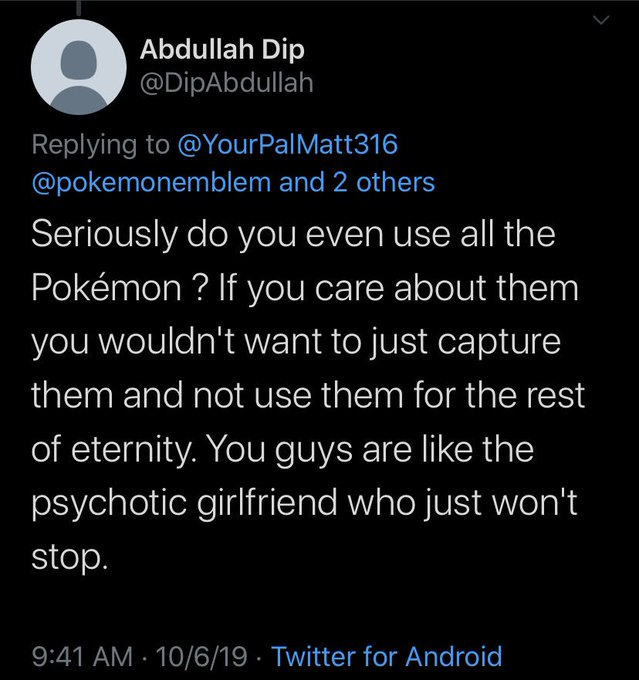 Abdullah Dip
@DipAbdullah
Replying to @YourPalMatt316
@pokemonemblem and 2 others
Seriously do you even use all the
Pokémon ? If you care about them
you wouldn't want to just capture
them and not use them for the rest
of eternity. You guys are like the
psychotic girlfriend who just won't
stop.
9:41 AM · 10/6/19 · Twitter for Android